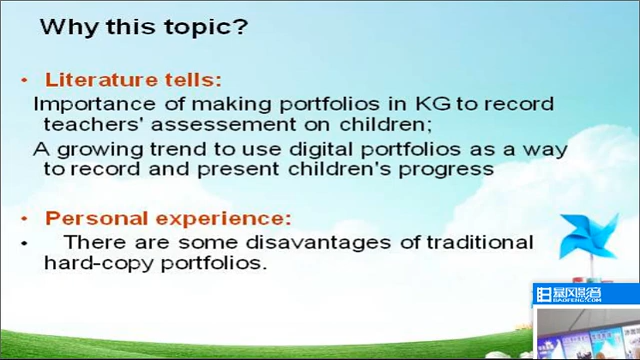 Why this topic?
• Literature tells:
Importance of making portfolios in KG to record
teachers' assessement on children;
A growing trend to use digital portfolios as a way
to record and present children's progress
• Personal experience:
• There are some disavantages of traditional
hard-copy portfolios.
暴风影音
BAOFENG.COM